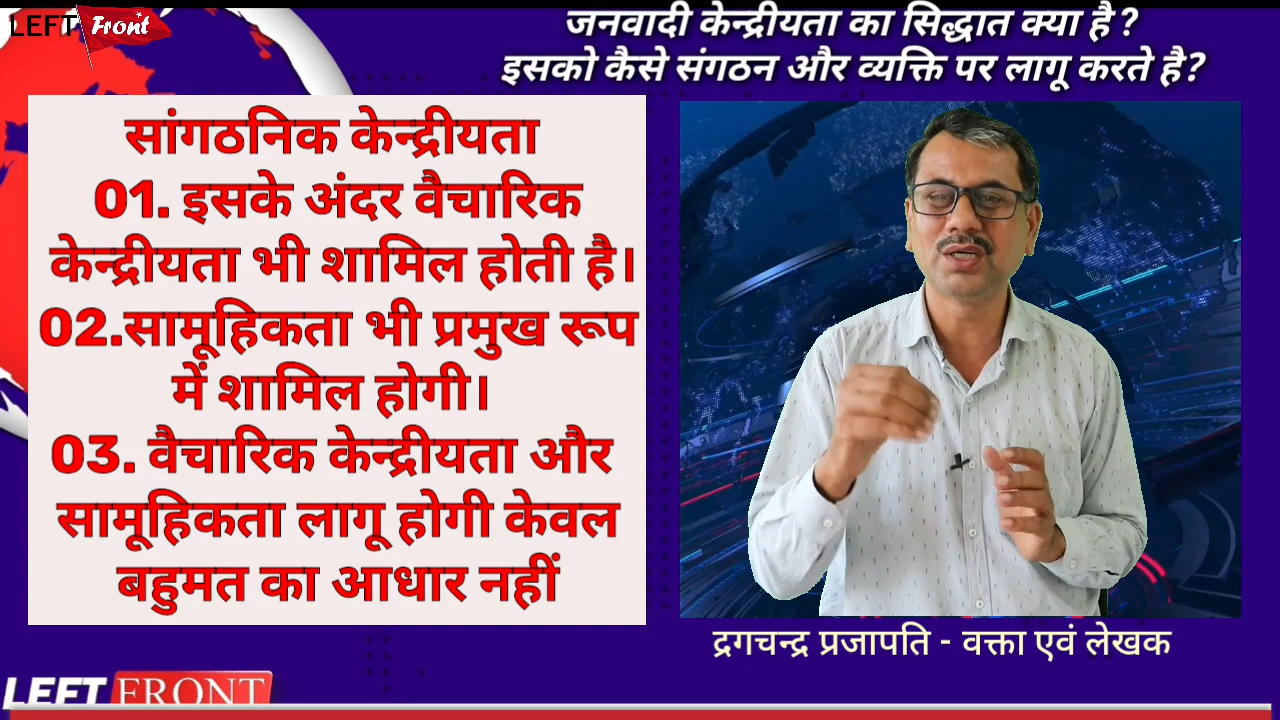 LEFT Front
जनवादी केन्द्रीयता का सिद्धात क्या है ?
इसको कैसे संगठन और व्यक्ति पर लागू करते है?
सांगठनिक केन्द्रीयता
01. इसके अंदर वैचारिक
केन्द्रीयता भी शामिल होती है।
02.सामूहिकता भी प्रमुख रूप
में शामिल होगी।
03. वैचारिक केन्द्रीयता और
सामूहिकता लागू होगी केवल
बहुमत का आधार नहीं
द्रगचन्द्र प्रजापति - वक्ता एवं लेखक
LEFT FRONT